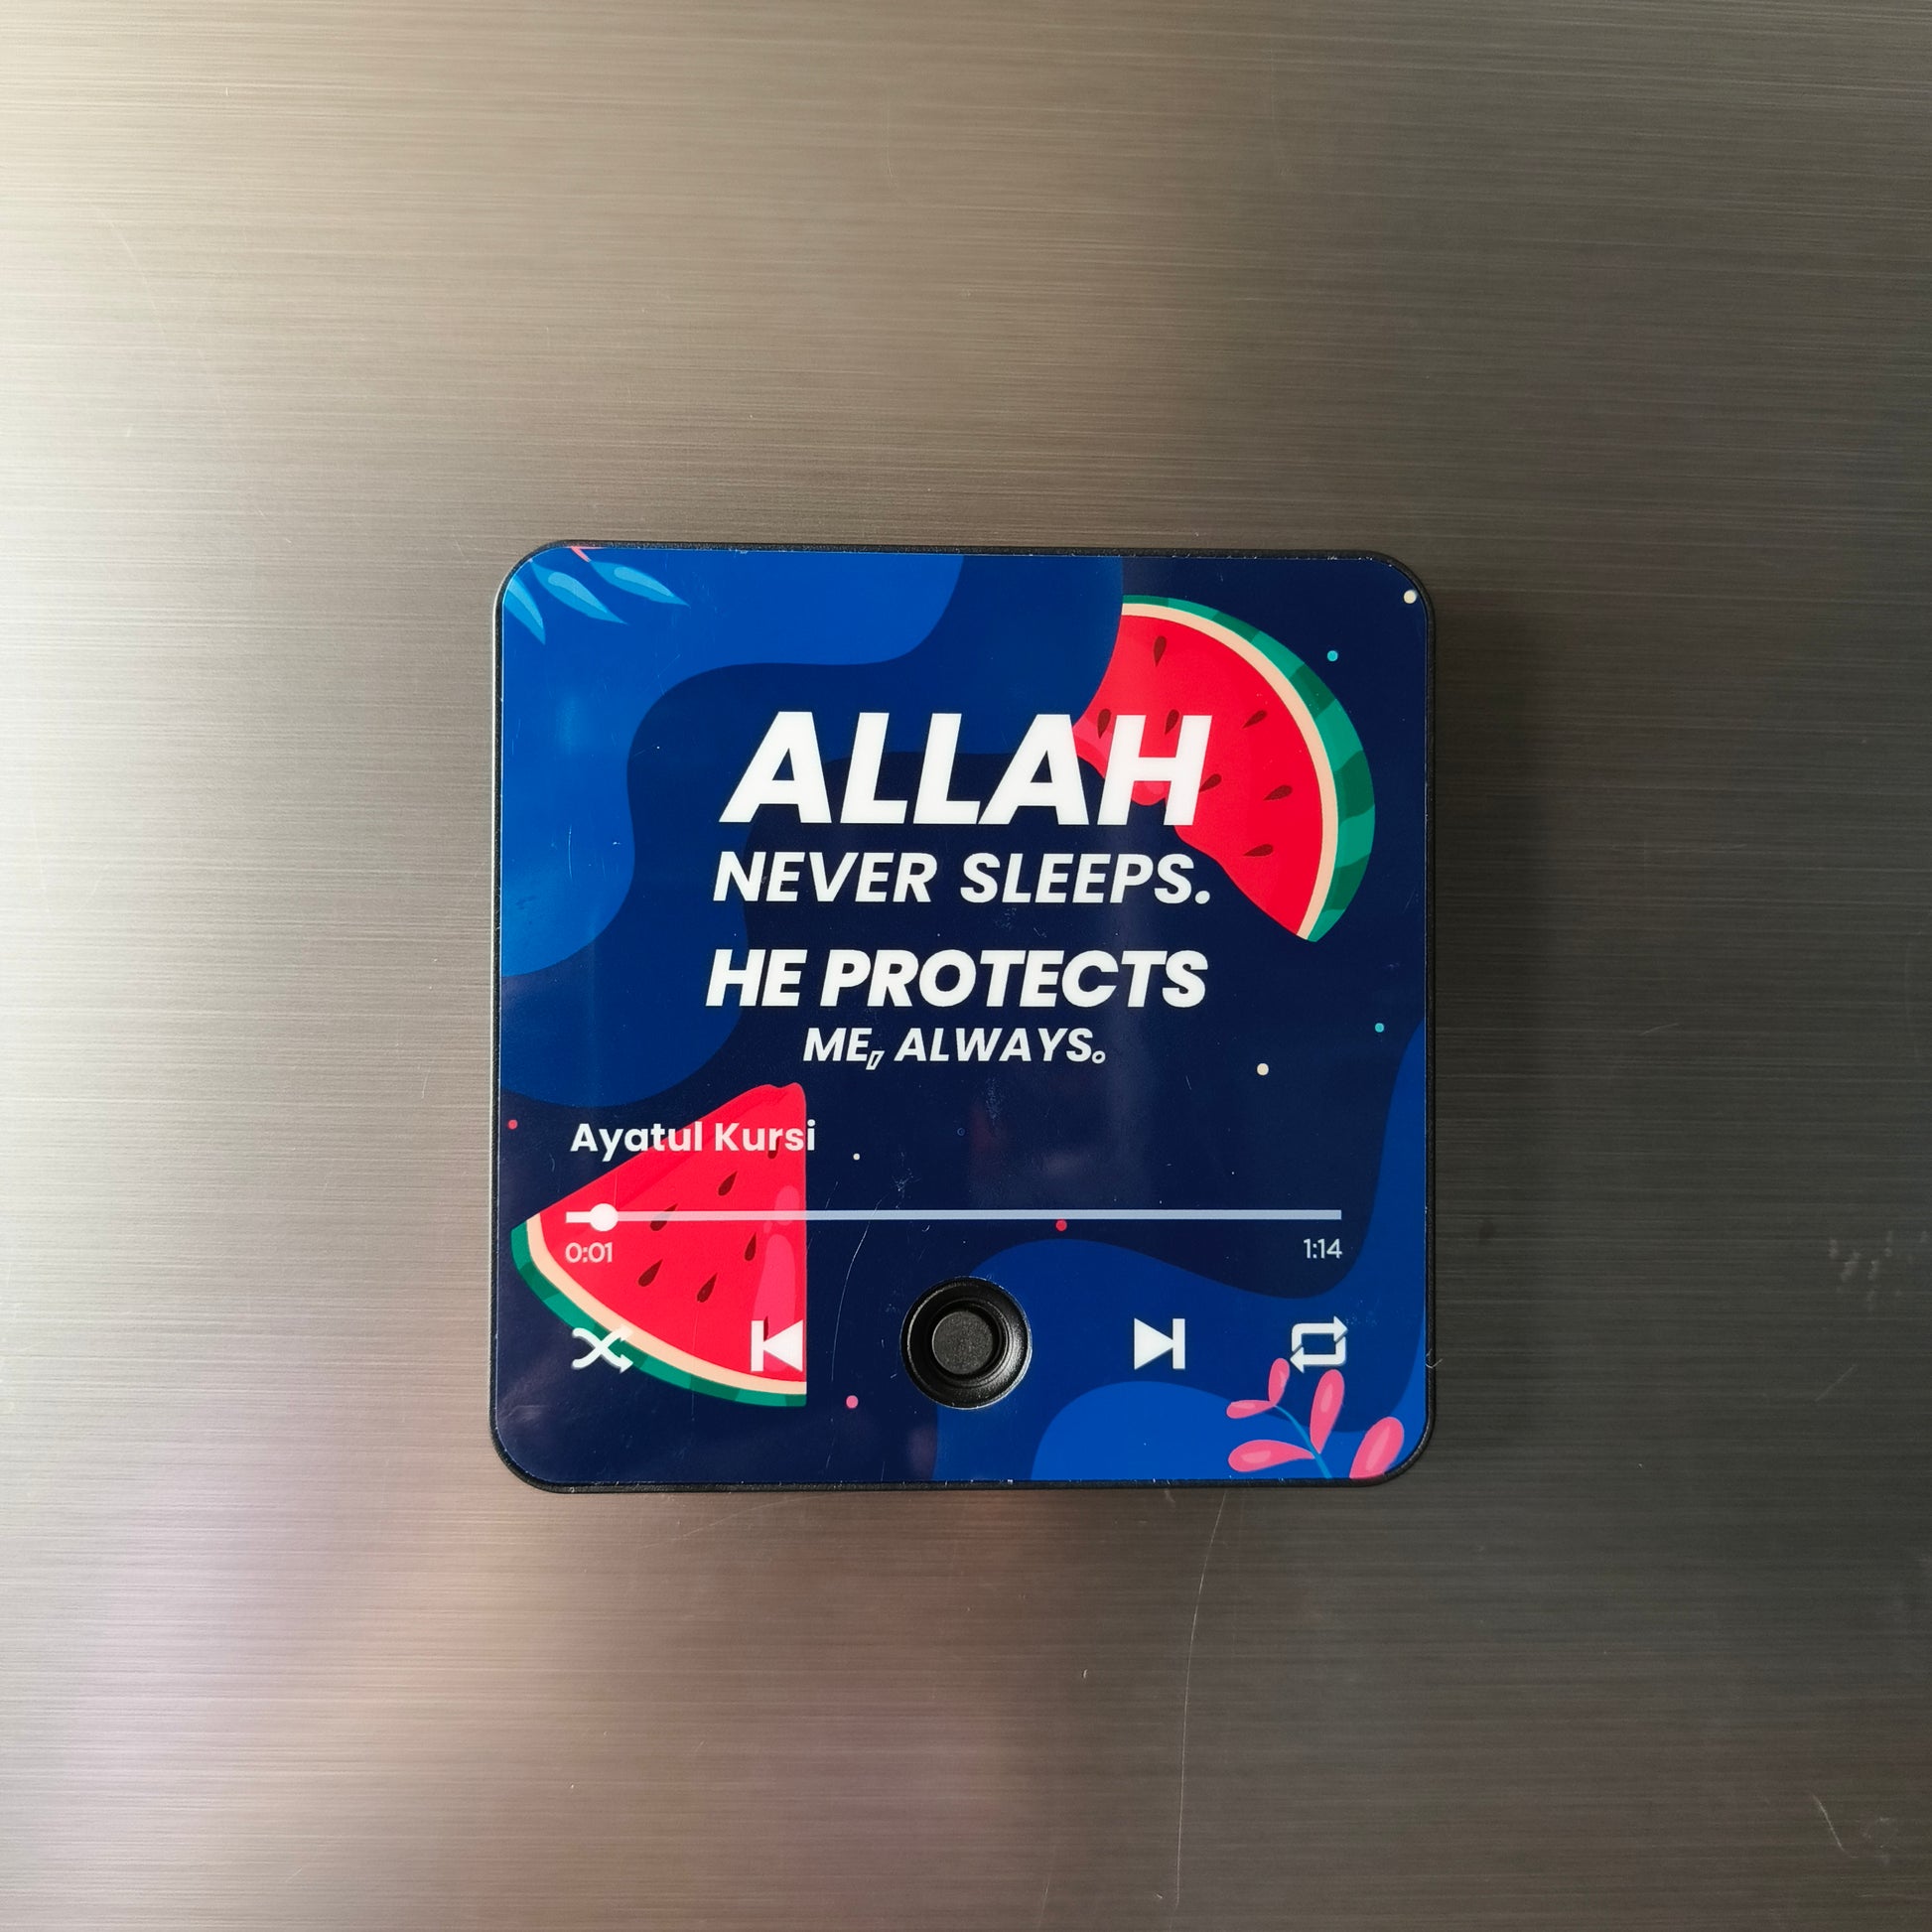 ALLAH
NEVER SLEEPS.
HE PROTECTS
ME, ALWAYS。
Ayatul Kursi
0:01 1:14